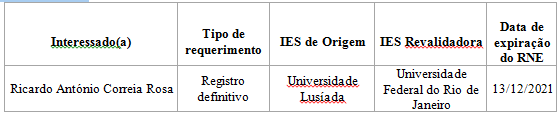 Interessado(a)
Tipo de
requerimento
IES de Origem
IES Revalidadora
Data de
expiração
do RNE
Ricardo António Correia Rosa
Registro
definitivo
Universidade
Lusíada
Universidade
Federal do Rio de
Janeiro
13/12/2021